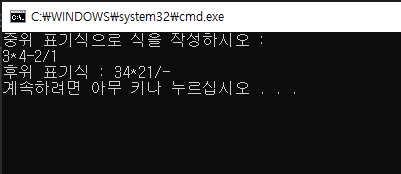 C:₩WINDOWS₩system32₩cmd.exe
중위 표기식으로 식을 작성하시오 :
3*4-2/1
후위 표기식 : 34*21/-
계속하려면 아무 키나 누르십시오 . . .